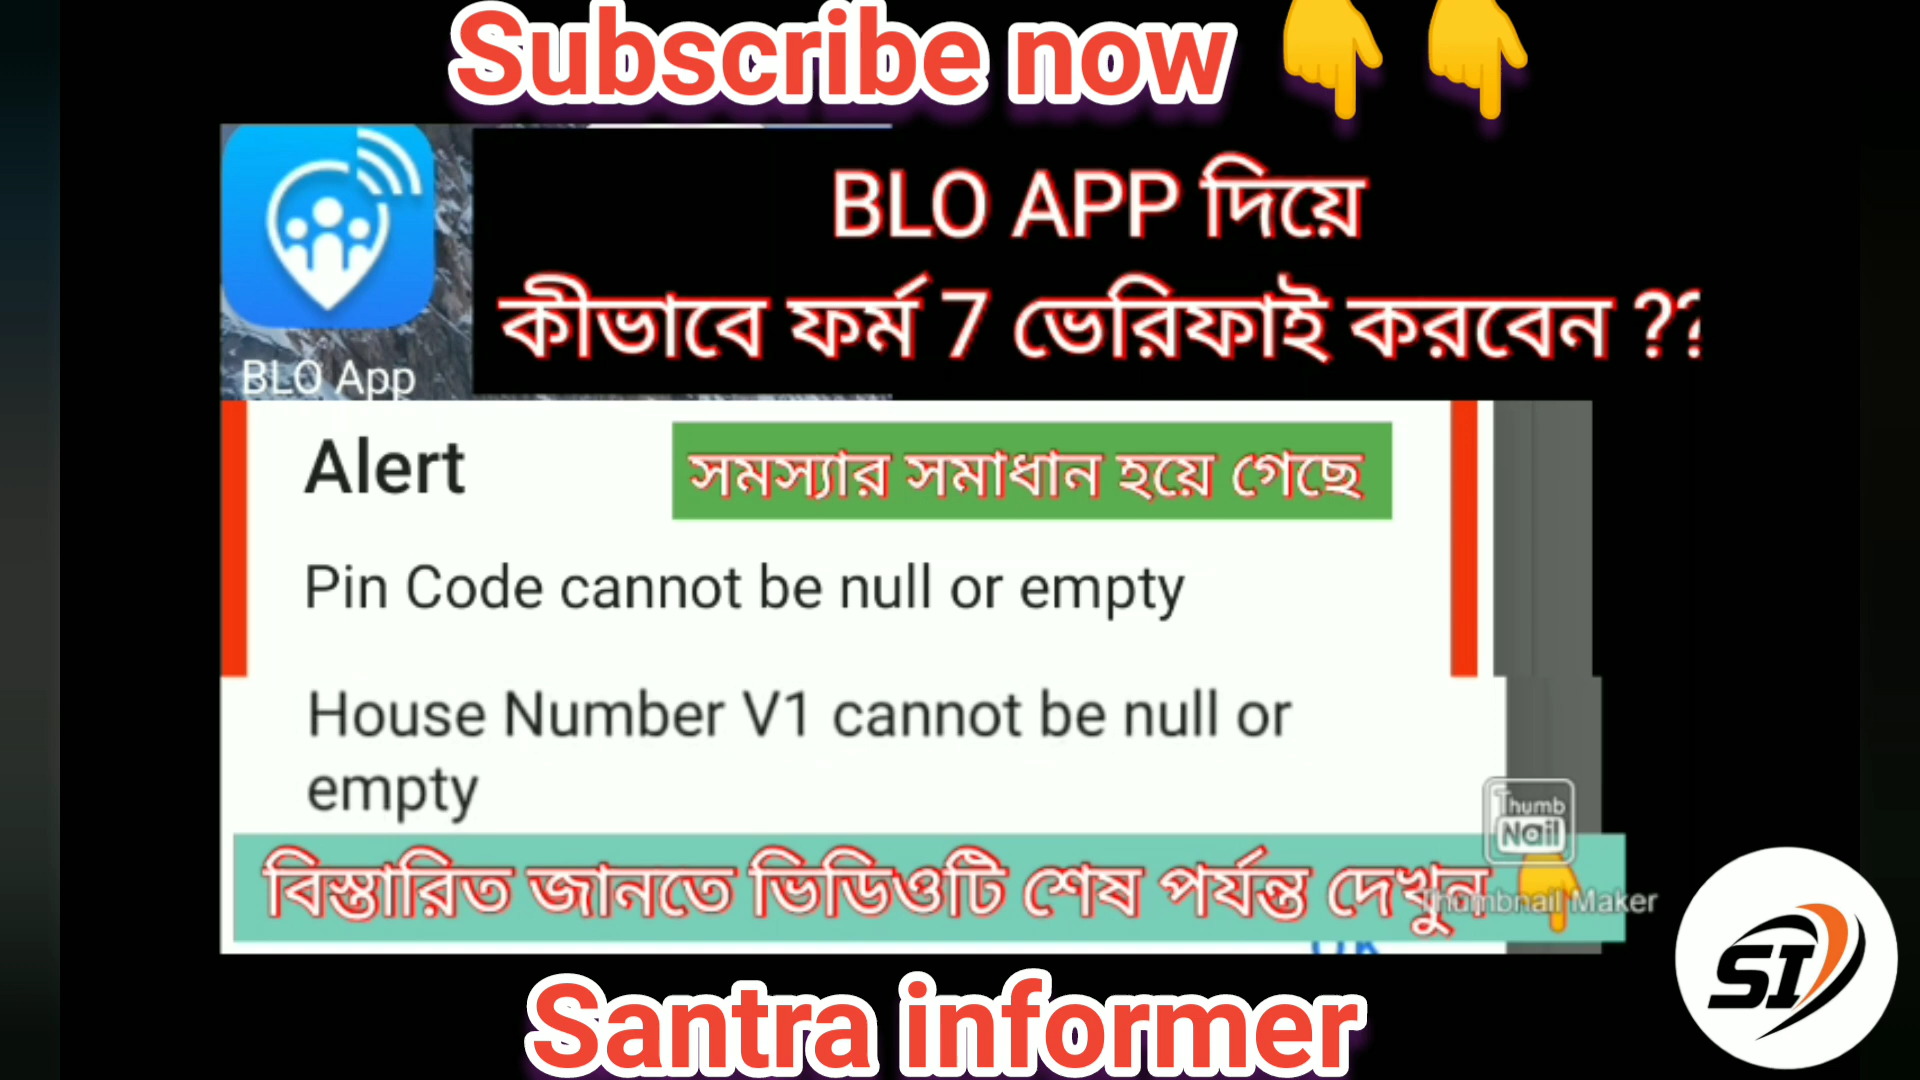 Subscribe now 👇 👇
BLO App
BLO APP দিয়ে
কীভাবে ফর্ম 7 ভেরিফাই করবেন ??
Alert
সমস্যার সমাধান হয়ে গেছে
Pin Code cannot be null or empty
House Number V1 cannot be null or
empty
Thumb
Nail
বিস্তারিত জানতে ভিডিওটি শেষ পর্যন্ত দেখুন 👇
Thumbnail Maker
OK
Santra informer
SI